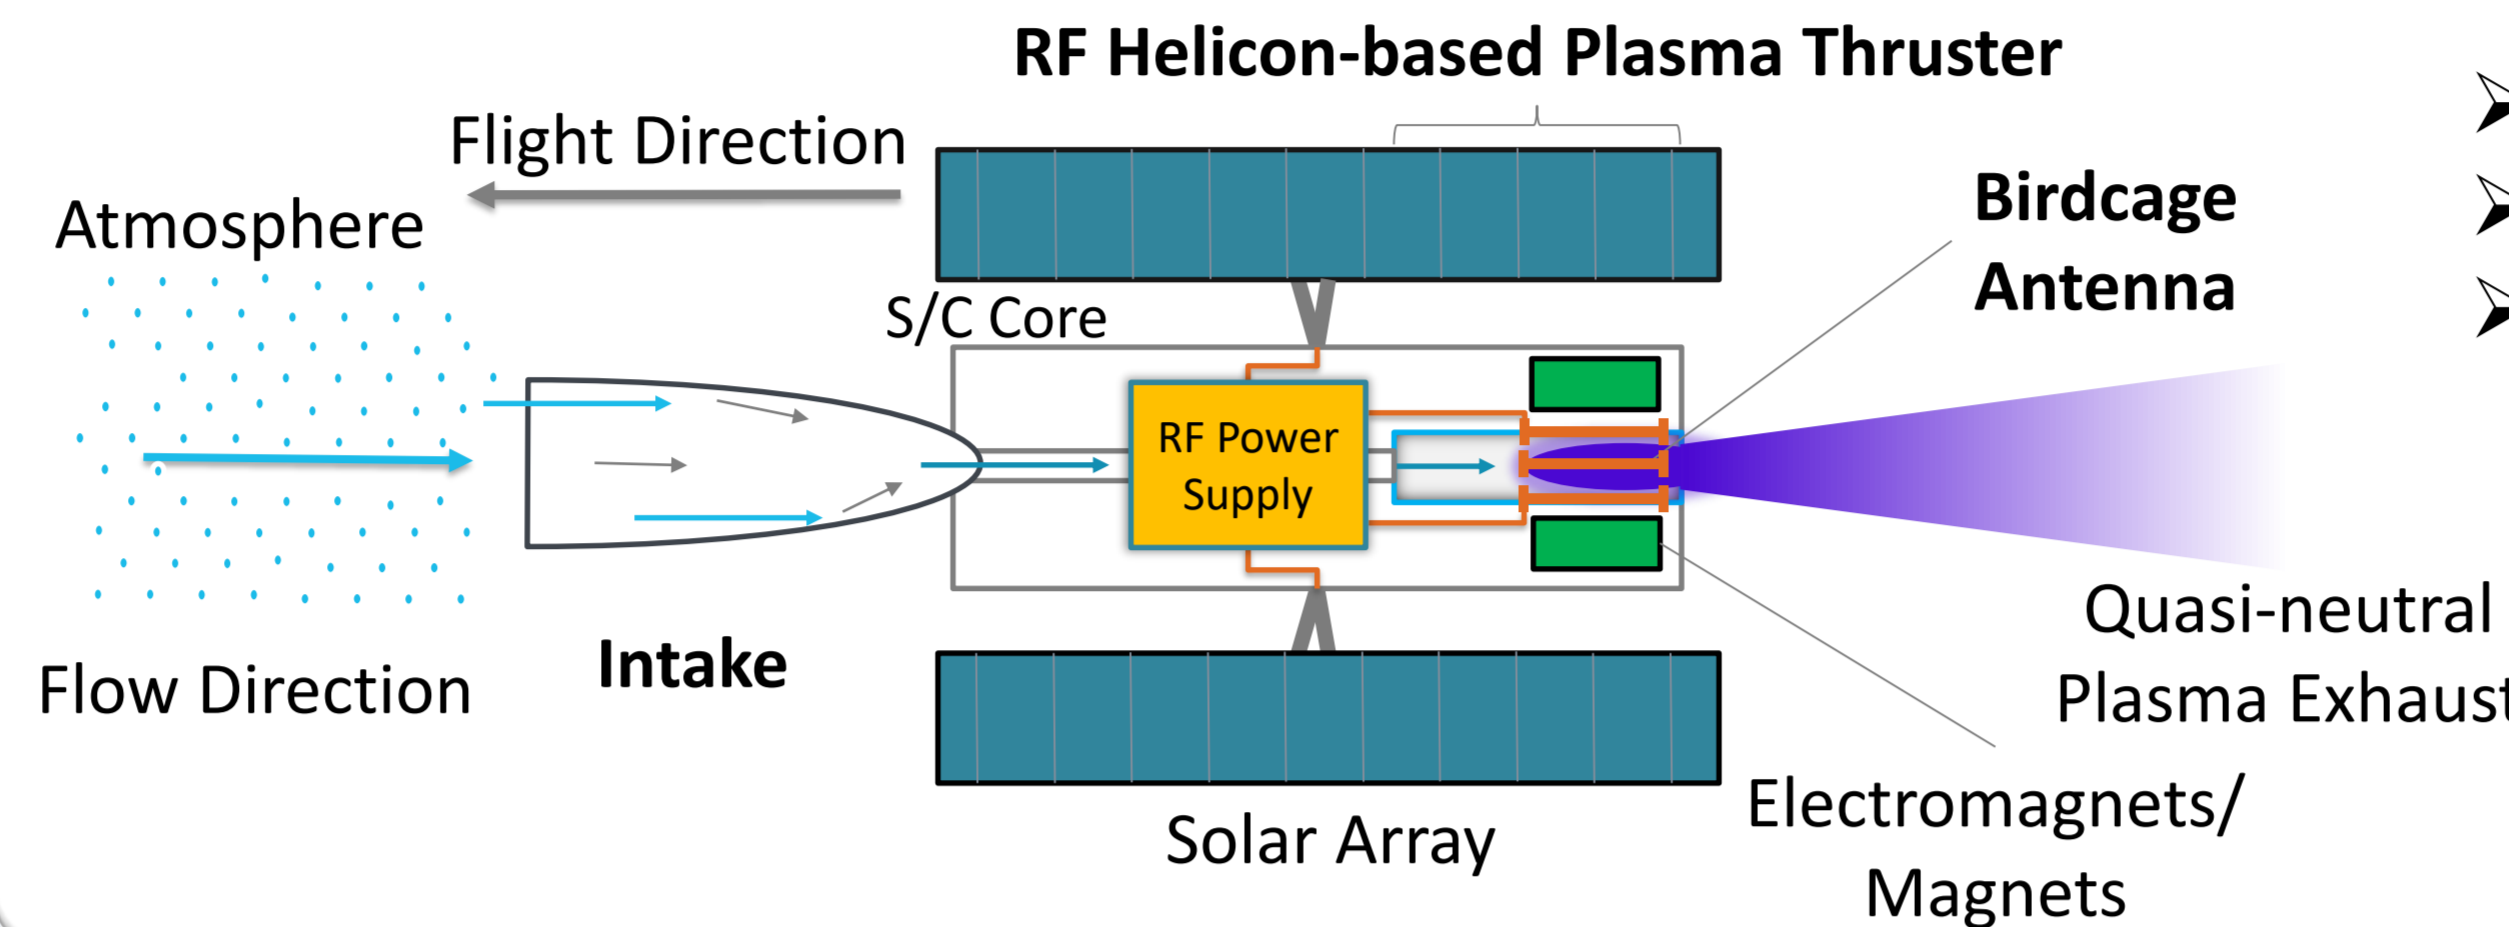 RF Helicon-based Plasma Thruster
Flight Direction
Atmosphere
Birdcage
Antenna
S/C Core
RF Power
Supply
Quasi-neutral
Plasma Exhaust
Intake
Flow Direction
Solar Array
Electromagnets/
Magnets